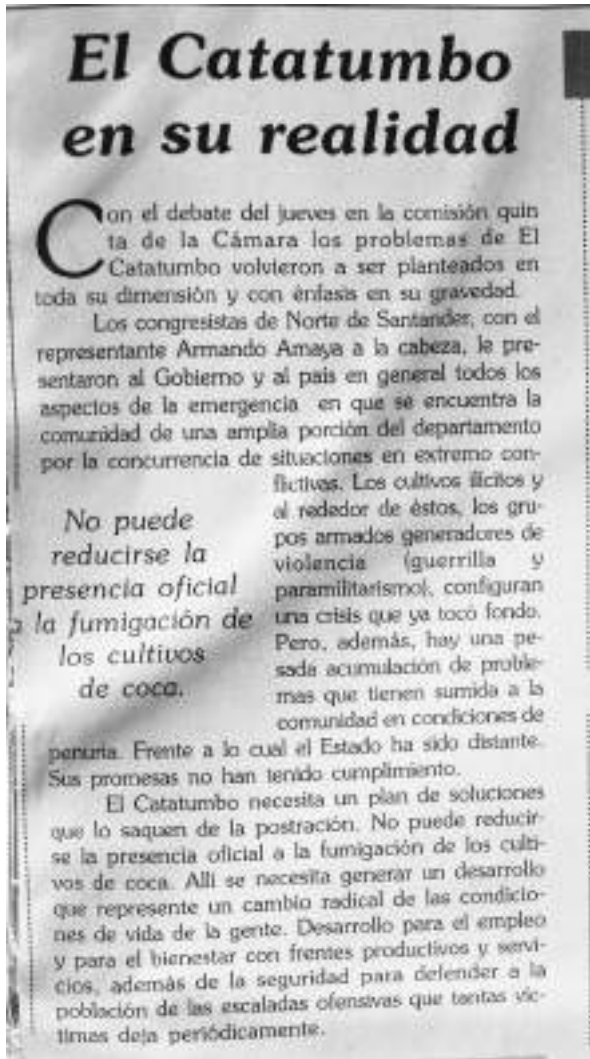 El Catatumbo
en su realidad
Con el debate del jueves en la comisión quin
ta de la Cámara los problemas de El
Catatumbo volvieron a ser planteados en
toda su dimensión y con énfasis en su gravedad.
Los congresistas de Norte de Santander, con el
representante Armando Amaya a la cabeza, le pre-
sentaron al Gobierno y al país en general todos los
aspectos de la emergencia en que se encuentra la
comunidad de una amplia porción del departamento
por la concurrencia de situaciones en extremo con-
flictivas. Los cultivos ilícitos y
al rededor de éstos, los gru-
pos armados generadores de
violencia (guerrilla y
paramilitarismo), configuran
una crisis que ya tocó fondo.
Pero, además, hay una pe-
sada acumulación de proble-
mas que tienen sumida a la
comunidad en condiciones de
penuria. Frente a lo cual el Estado ha sido distante.
Sus promesas no han tenido cumplimiento.
No puede
reducirse la
presencia oficial
a la fumigación de
los cultivos
de coca.
El Catatumbo necesita un plan de soluciones
que lo saquen de la postración. No puede reducir-
se la presencia oficial a la fumigación de los culti-
vos de coca. Allí se necesita generar un desarrollo
que represente un cambio radical de las condicio-
nes de vida de la gente. Desarrollo para el empleo
y para el bienestar con frentes productivos y servi-
cios, además de la seguridad para defender a la
población de las escaladas ofensivas que tantas víc-
timas deja periódicamente.